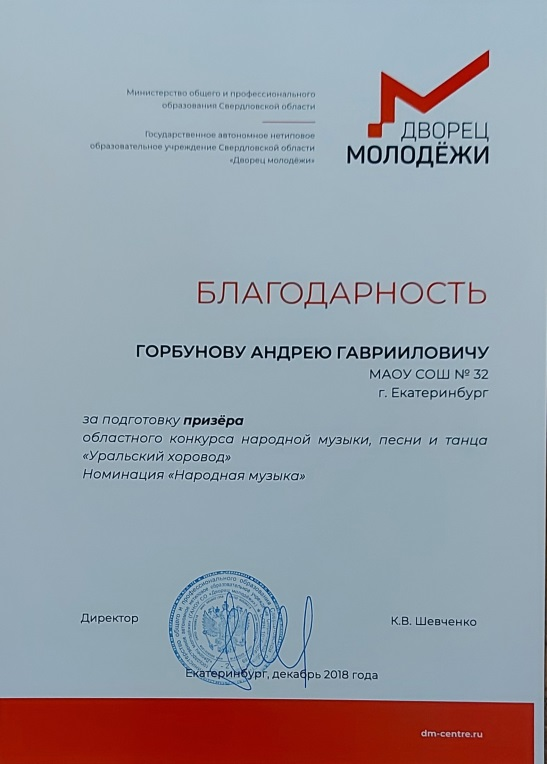 Министерство общего и профессионального
образования Свердловской области
Государственное автономное нетиповое
образовательное учреждение Свердловской области
«Дворец молодёжи»
ДВОРЕЦ
МОЛОДЁЖИ
БЛАГОДАРНОСТЬ
ГОРБУНОВУ АНДРЕЮ ГАВРИИЛОВИЧУ
МАОУ СОШ № 32
г. Екатеринбург
за подготовку призёра
областного конкурса народной музыки, песни и танца
«Уральский хоровод»
Номинация «Народная музыка»
Директор
К.В. Шевченко
Екатеринбург, декабрь 2018 года
dm-centre.ru